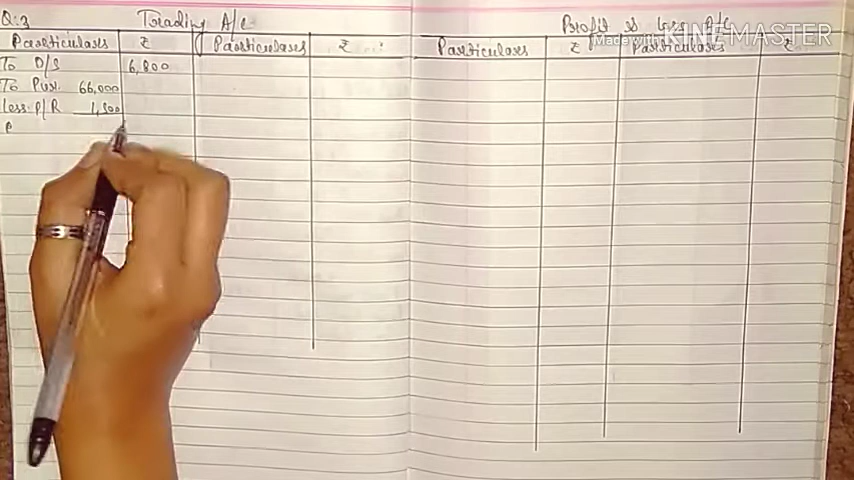 Q.3 Trading A/c
Particulars ₹ Particulars ₹
To O/S 6,800
To Pur. 66,000
less: P/R 1,800
Profit & loss A/c
Made with KINEMASTER
Particulars ₹ Particulars ₹